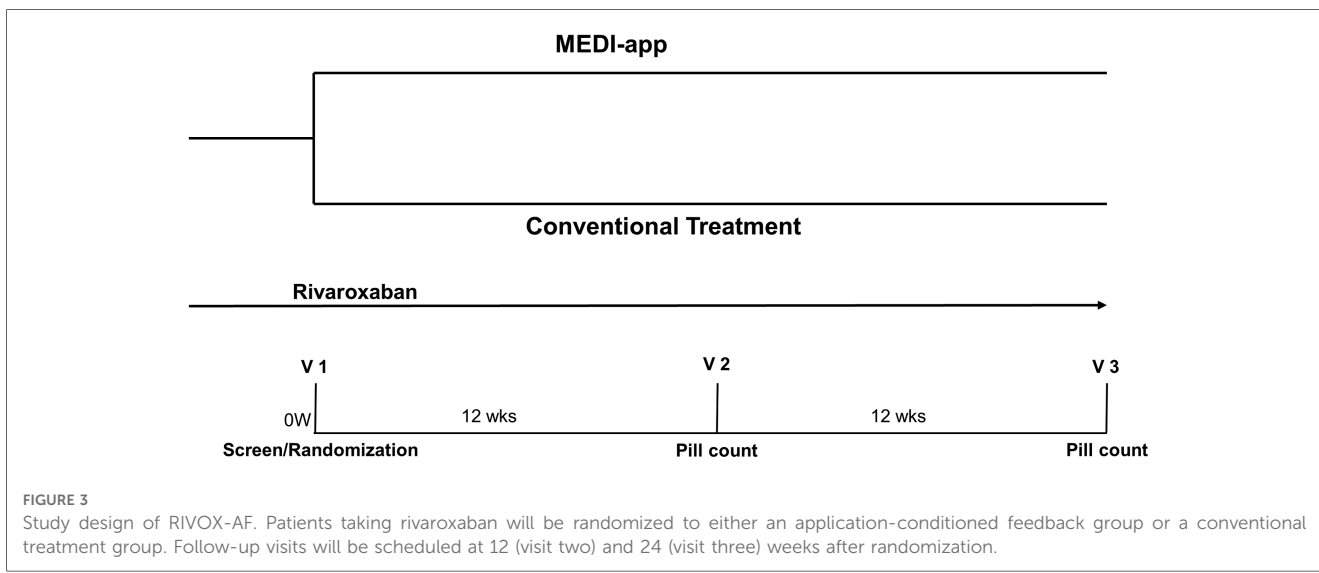 MEDI-app
Conventional Treatment
Rivaroxaban
V 1 V 2 V 3
0W 12 wks 12 wks
Screen/Randomization Pill count Pill count
FIGURE 3
Study design of RIVOX-AF. Patients taking rivaroxaban will be randomized to either an application-conditioned feedback group or a conventional
treatment group. Follow-up visits will be scheduled at 12 (visit two) and 24 (visit three) weeks after randomization.